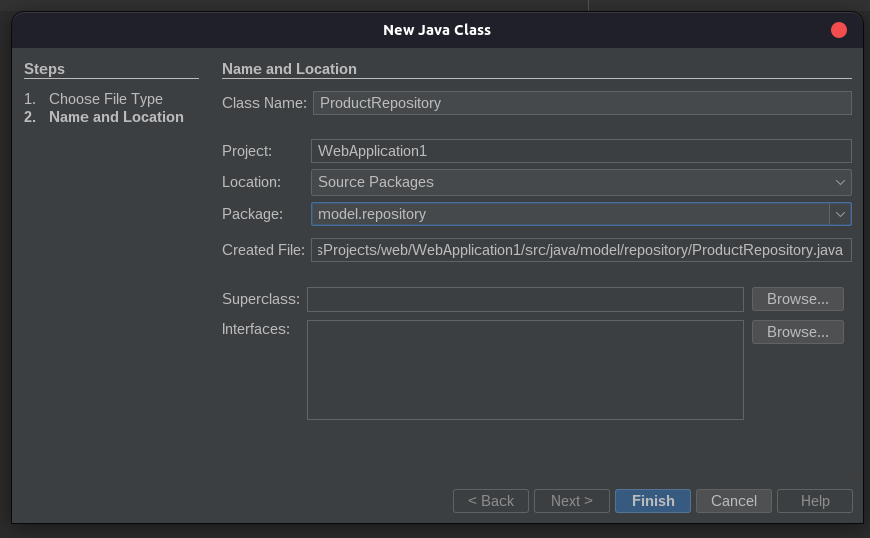 New Java Class
Steps
1. Choose File Type
2. Name and Location
Name and Location
Class Name: ProductRepository
Project: WebApplication1
Location: Source Packages
Package: model.repository
Created File: sProjects/web/WebApplication1/src/java/model/repository/ProductRepository.java
Superclass: Browse...
Interfaces: Browse...
< Back Next > Finish Cancel Help